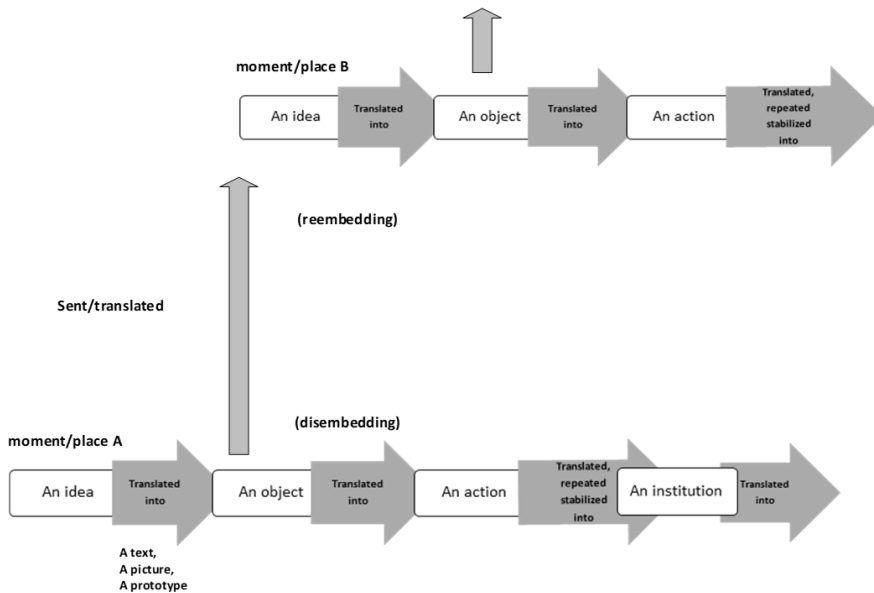 moment/place B
An idea
Translated
into
An object
Translated
into
An action
Translated,
repeated
stabilized
into
(reembedding)
Sent/translated
(disembedding)
moment/place A
An idea
Translated
into
An object
Translated
into
An action
Translated,
repeated
stabilized
into
An institution
Translated
into
A text,
A picture,
A prototype